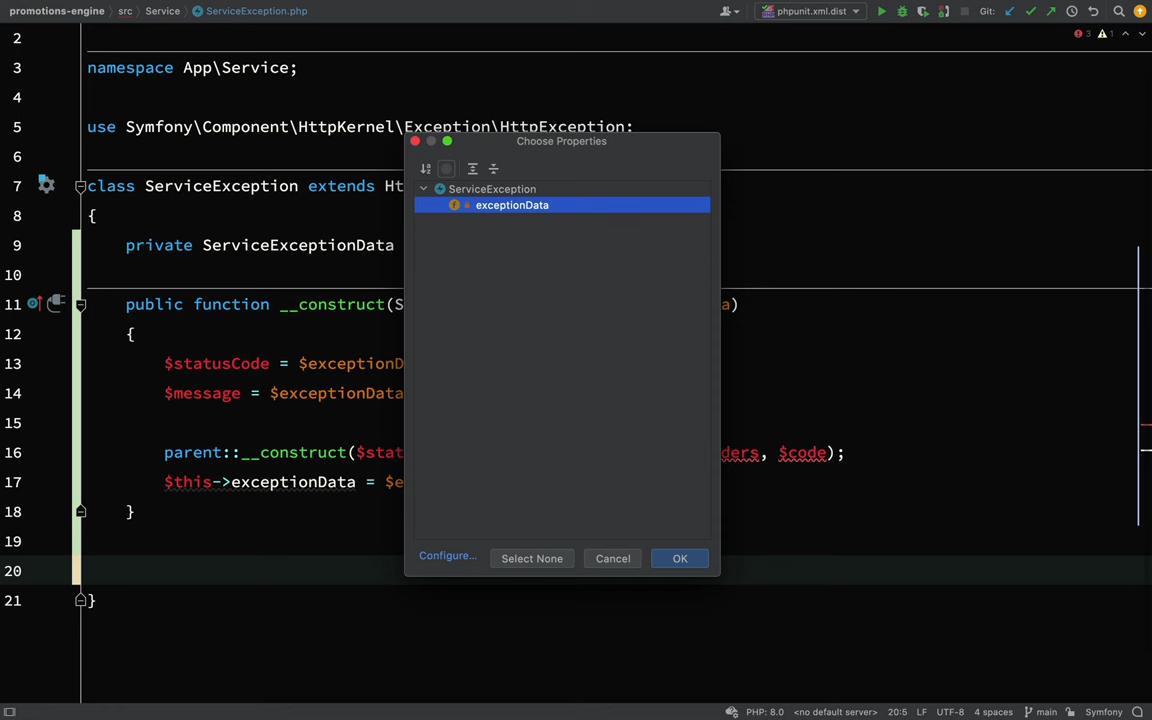 promotions-engine src Service ServiceException.php phpunit.xml.dist Git:
3 1
2
3 namespace App\Service;
4
5 use Symfony\Component\HttpKernel\Exception\HttpException;
6
7 class ServiceException extends Ht
8 {
9 private ServiceExceptionData
10
11 public function __construct(S a)
12 {
13 $statusCode = $exceptionD
14 $message = $exceptionData
15
16 parent::__construct($stat ders, $code);
17 $this->exceptionData = $e
18 }
19
20
21 }
Choose Properties
ServiceException
exceptionData
Configure... Select None Cancel OK
PHP: 8.0 <no default server> 20:5 LF UTF-8 4 spaces main Symfony